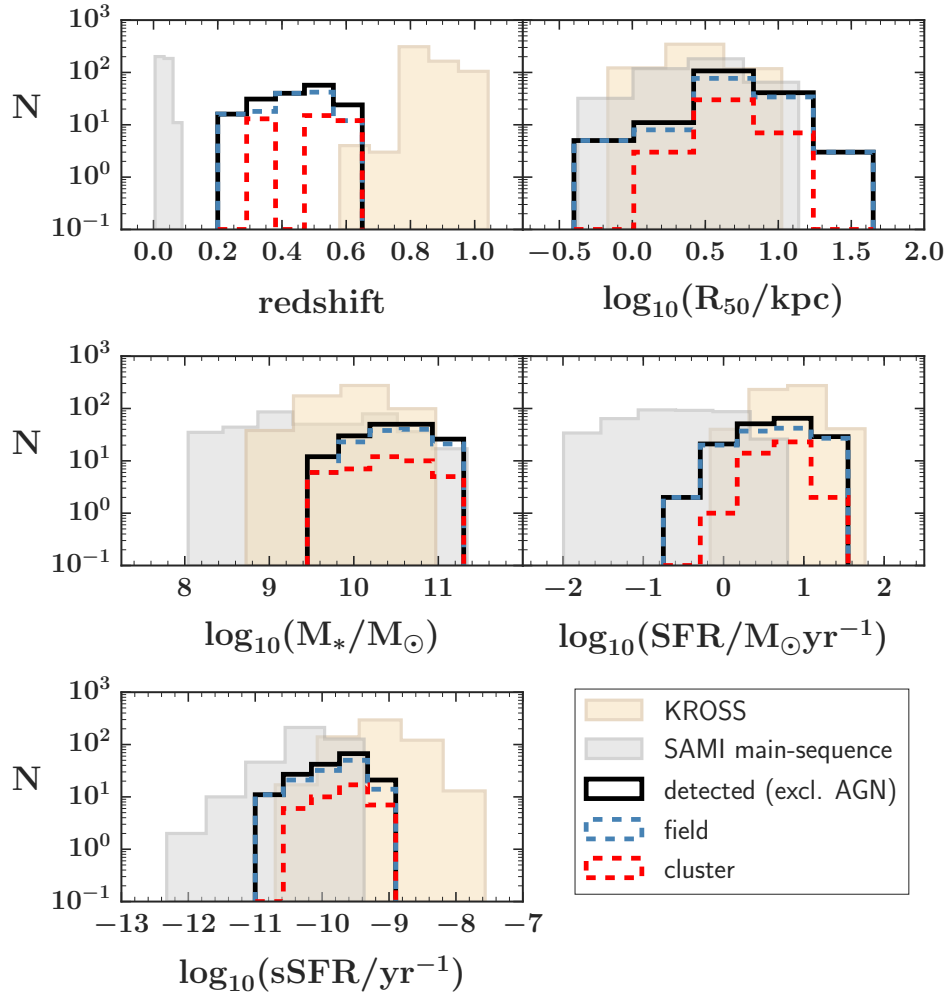 10³
10²
N
10¹
10⁰
10⁻¹
0.0 0.2 0.4 0.6 0.8 1.0
redshift
−0.5 0.0 0.5 1.0 1.5 2.0
log₁₀(R₅₀/kpc)
10³
10²
N
10¹
10⁰
10⁻¹
8 9 10 11
log₁₀(M*/M⊙)
−2 −1 0 1 2
log₁₀(SFR/M⊙yr⁻¹)
10³
10²
N
10¹
10⁰
10⁻¹
−13 −12 −11 −10 −9 −8 −7
log₁₀(sSFR/yr⁻¹)
KROSS
SAMI main-sequence
detected (excl. AGN)
field
cluster